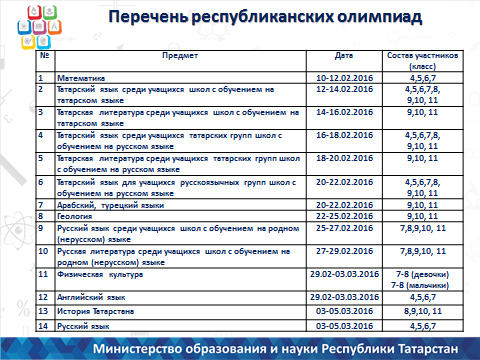 Перечень республиканских олимпиад
№ Предмет Дата Состав участников
(класс)
1 Математика 10-12.02.2016 4,5,6,7
2 Татарский язык среди учащихся школ с обучением на 12-14.02.2016 4,5,6,7,8,
татарском языке 9,10, 11
3 Татарская литература среди учащихся школ с обучением на 14-16.02.2016 9,10, 11
татарском языке
4 Татарский язык среди учащихся татарских групп школ с 16-18.02.2016 4,5,6,7,8,
обучением на русском языке 9,10, 11
5 Татарская литература среди учащихся татарских групп школ 18-20.02.2016 9,10, 11
с обучением на русском языке
6 Татарский язык для учащихся русскоязычных групп школ с 20-22.02.2016 4,5,6,7,8,
обучением на русском языке 9,10, 11
7 Арабский, турецкий языки 20-22.02.2016 9,10, 11
8 Геология 22-25.02.2016 9,10, 11
9 Русский язык среди учащихся школ с обучением на родном 25-27.02.2016 7,8,9,10, 11
(нерусском) языке
10 Русская литература среди учащихся школ с обучением на 27-29.02.2016 7,8,9,10, 11
родном (нерусском) языке
11 Физическая культура 29.02-03.03.2016 7-8 (девочки)
7-8 (мальчики)
12 Английский язык 29.02-03.03.2016 4,5,6,7
13 История Татарстана 03-05.03.2016 8,9,10, 11
14 Русский язык 03-05.03.2016 4,5,6,7
Министерство образования и науки Республики Татарстан